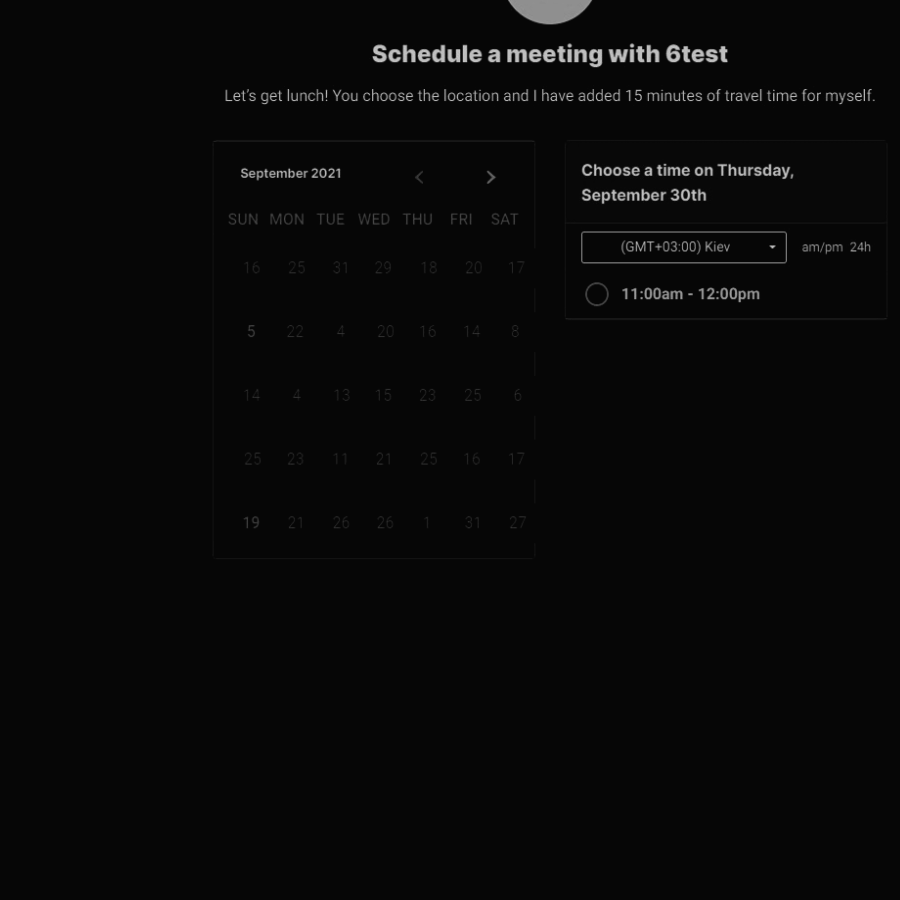 Schedule a meeting with 6test
Let's get lunch! You choose the location and I have added 15 minutes of travel time for myself.
September 2021
SUN MON TUE WED THU FRI SAT
16 25 31 29 18 20 17
5 22 4 20 16 14 8
14 4 13 15 23 25 6
25 23 11 21 25 16 17
19 21 26 26 1 31 27
Choose a time on Thursday,
September 30th
(GMT+03:00) Kiev am/pm 24h
11:00am - 12:00pm